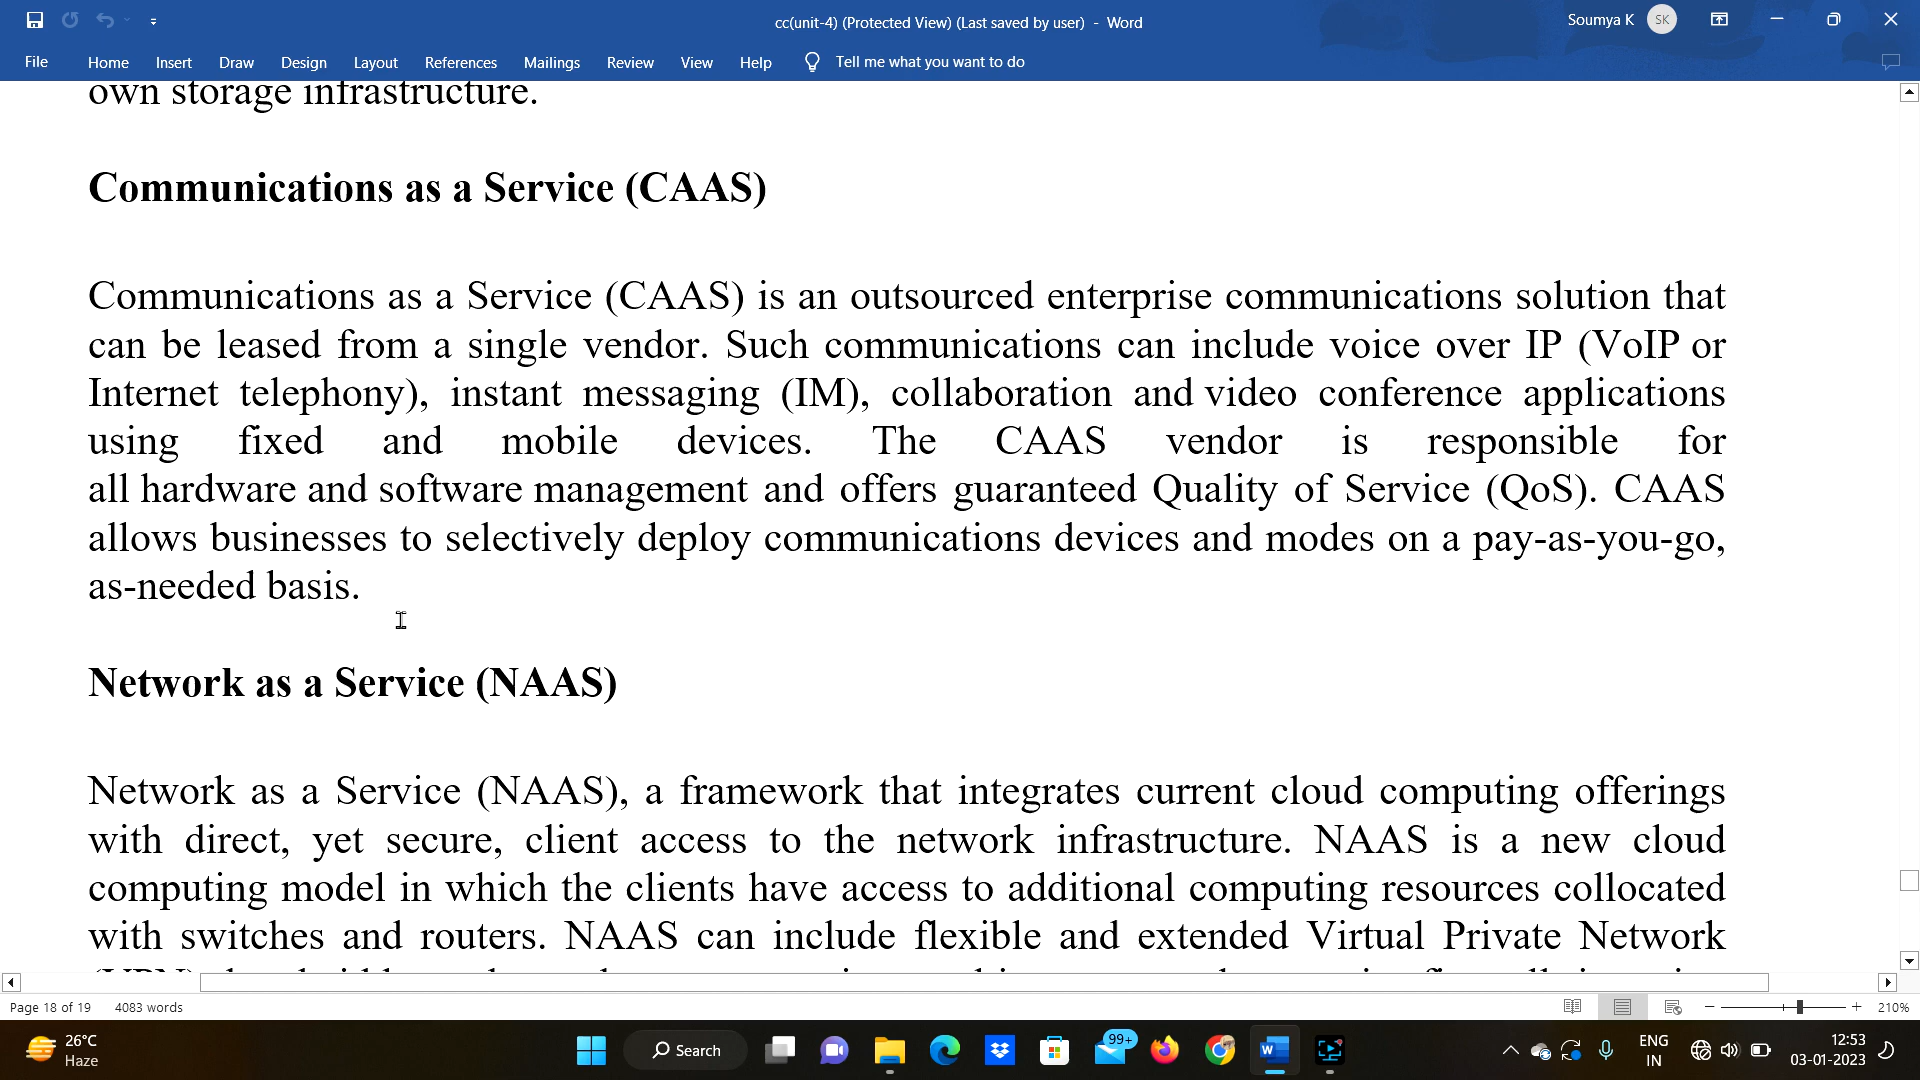 cc(unit-4) (Protected View) (Last saved by user) - Word
Soumya K
SK
File Home Insert Draw Design Layout References Mailings Review View Help Tell me what you want to do
own storage infrastructure.
Communications as a Service (CAAS)
Communications as a Service (CAAS) is an outsourced enterprise communications solution that
can be leased from a single vendor. Such communications can include voice over IP (VoIP or
Internet telephony), instant messaging (IM), collaboration and video conference applications
using fixed and mobile devices. The CAAS vendor is responsible for
all hardware and software management and offers guaranteed Quality of Service (QoS). CAAS
allows businesses to selectively deploy communications devices and modes on a pay-as-you-go,
as-needed basis.
Network as a Service (NAAS)
Network as a Service (NAAS), a framework that integrates current cloud computing offerings
with direct, yet secure, client access to the network infrastructure. NAAS is a new cloud
computing model in which the clients have access to additional computing resources collocated
with switches and routers. NAAS can include flexible and extended Virtual Private Network
Page 18 of 19 4083 words
210%
26°C
Haze
Search
99+
ENG
IN
12:53
03-01-2023